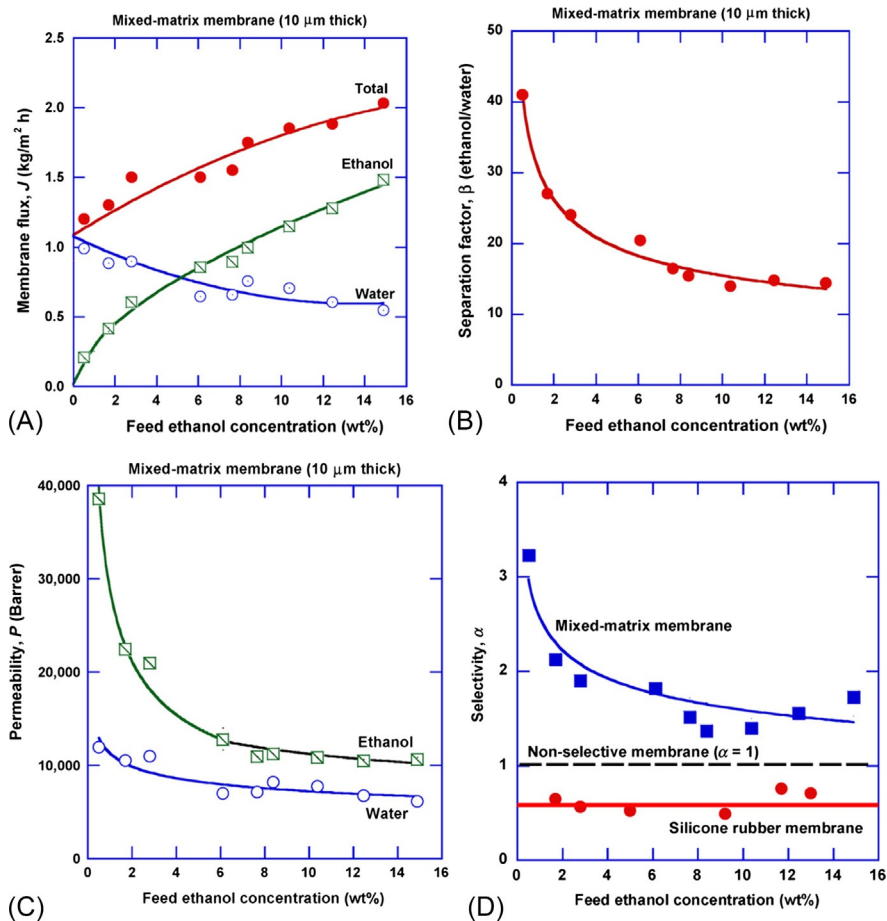 Mixed-matrix membrane (10 μm thick)
2.5
2.0
1.5
1.0
0.5
0.0
Membrane flux, J (kg/m² h)
Total
Ethanol
Water
0 2 4 6 8 10 12 14 16
Feed ethanol concentration (wt%)
(A)
Mixed-matrix membrane (10 μm thick)
50
40
30
20
10
0
Separation factor, β (ethanol/water)
0 2 4 6 8 10 12 14 16
Feed ethanol concentration (wt%)
(B)
Mixed-matrix membrane (10 μm thick)
40,000
30,000
20,000
10,000
0
Permeability, P (Barrer)
Ethanol
Water
0 2 4 6 8 10 12 14 16
Feed ethanol concentration (wt%)
(C)
4
3
2
1
0
Selectivity, α
Mixed-matrix membrane
Non-selective membrane (α = 1)
Silicone rubber membrane
0 2 4 6 8 10 12 14 16
Feed ethanol concentration (wt%)
(D)